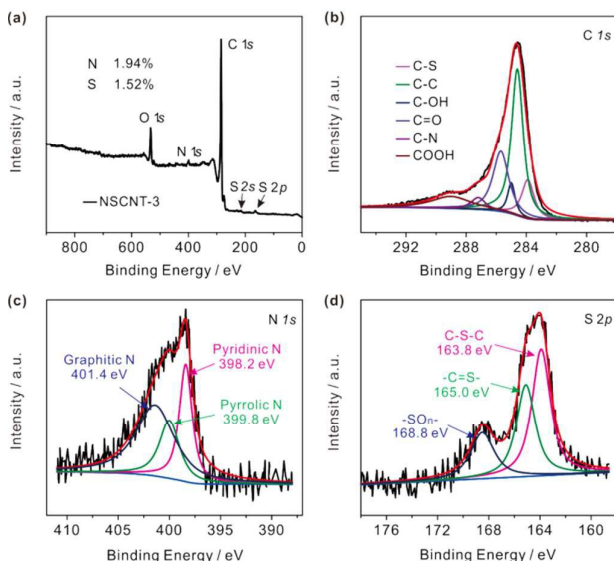 (a)
C 1s
N 1.94%
S 1.52%
O 1s
N 1s
S 2s S 2p
NSCNT-3
Intensity / a.u.
800 400 0
Binding Energy / eV
(b)
C 1s
C-S
C-C
C-OH
C=O
C-N
COOH
Intensity / a.u.
292 288 284 280
Binding Energy / eV
(c)
N 1s
Graphitic N
401.4 eV
Pyridinic N
398.2 eV
Pyrrolic N
399.8 eV
Intensity / a.u.
410 405 400 395 390
Binding Energy / eV
(d)
S 2p
C-S-C
163.8 eV
-C=S-
165.0 eV
-SOn-
168.8 eV
Intensity / a.u.
176 172 168 164 160
Binding Energy / eV